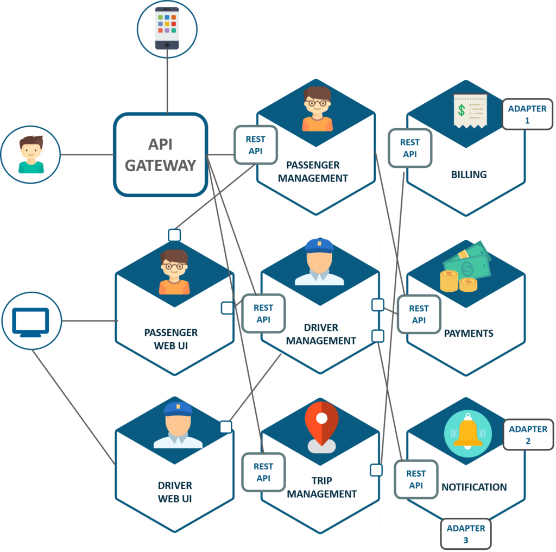 API
GATEWAY
REST
API
PASSENGER
MANAGEMENT
REST
API
BILLING
ADAPTER
1
PASSENGER
WEB UI
REST
API
DRIVER
MANAGEMENT
REST
API
PAYMENTS
DRIVER
WEB UI
REST
API
TRIP
MANAGEMENT
REST
API
NOTIFICATION
ADAPTER
2
ADAPTER
3